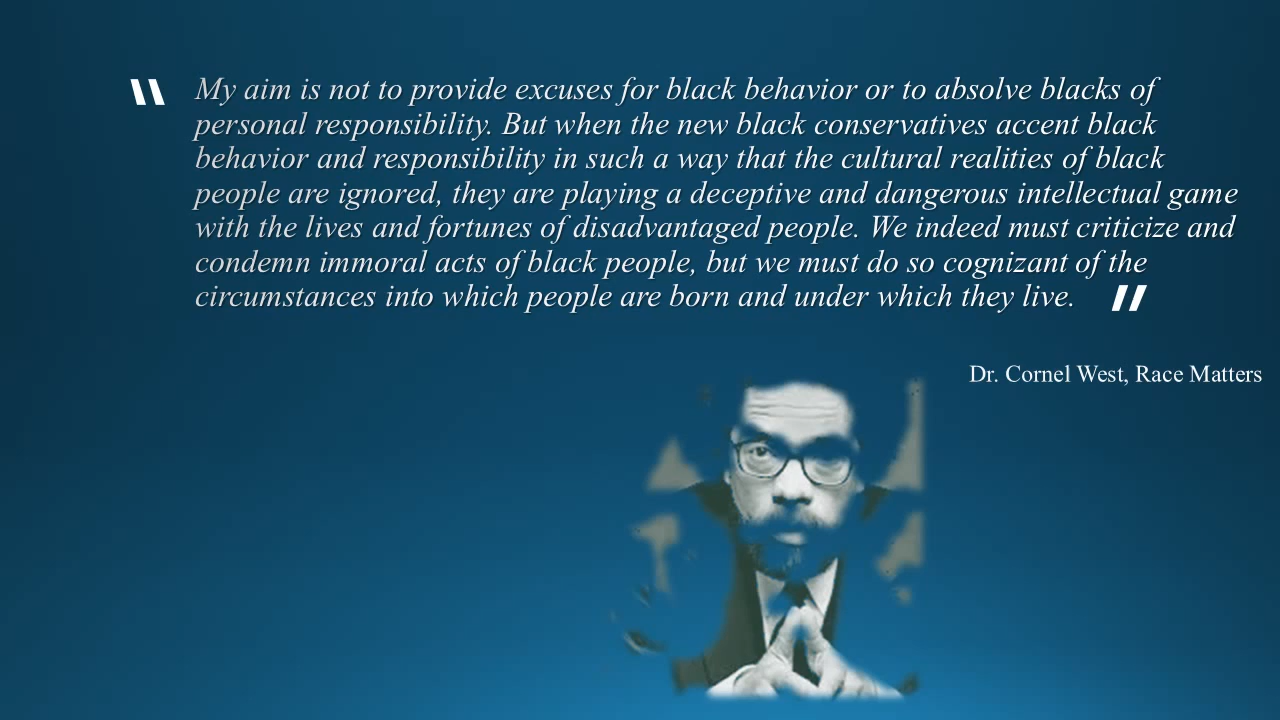 "My aim is not to provide excuses for black behavior or to absolve blacks of
personal responsibility. But when the new black conservatives accent black
behavior and responsibility in such a way that the cultural realities of black
people are ignored, they are playing a deceptive and dangerous intellectual game
with the lives and fortunes of disadvantaged people. We indeed must criticize and
condemn immoral acts of black people, but we must do so cognizant of the
circumstances into which people are born and under which they live. "
Dr. Cornel West, Race Matters